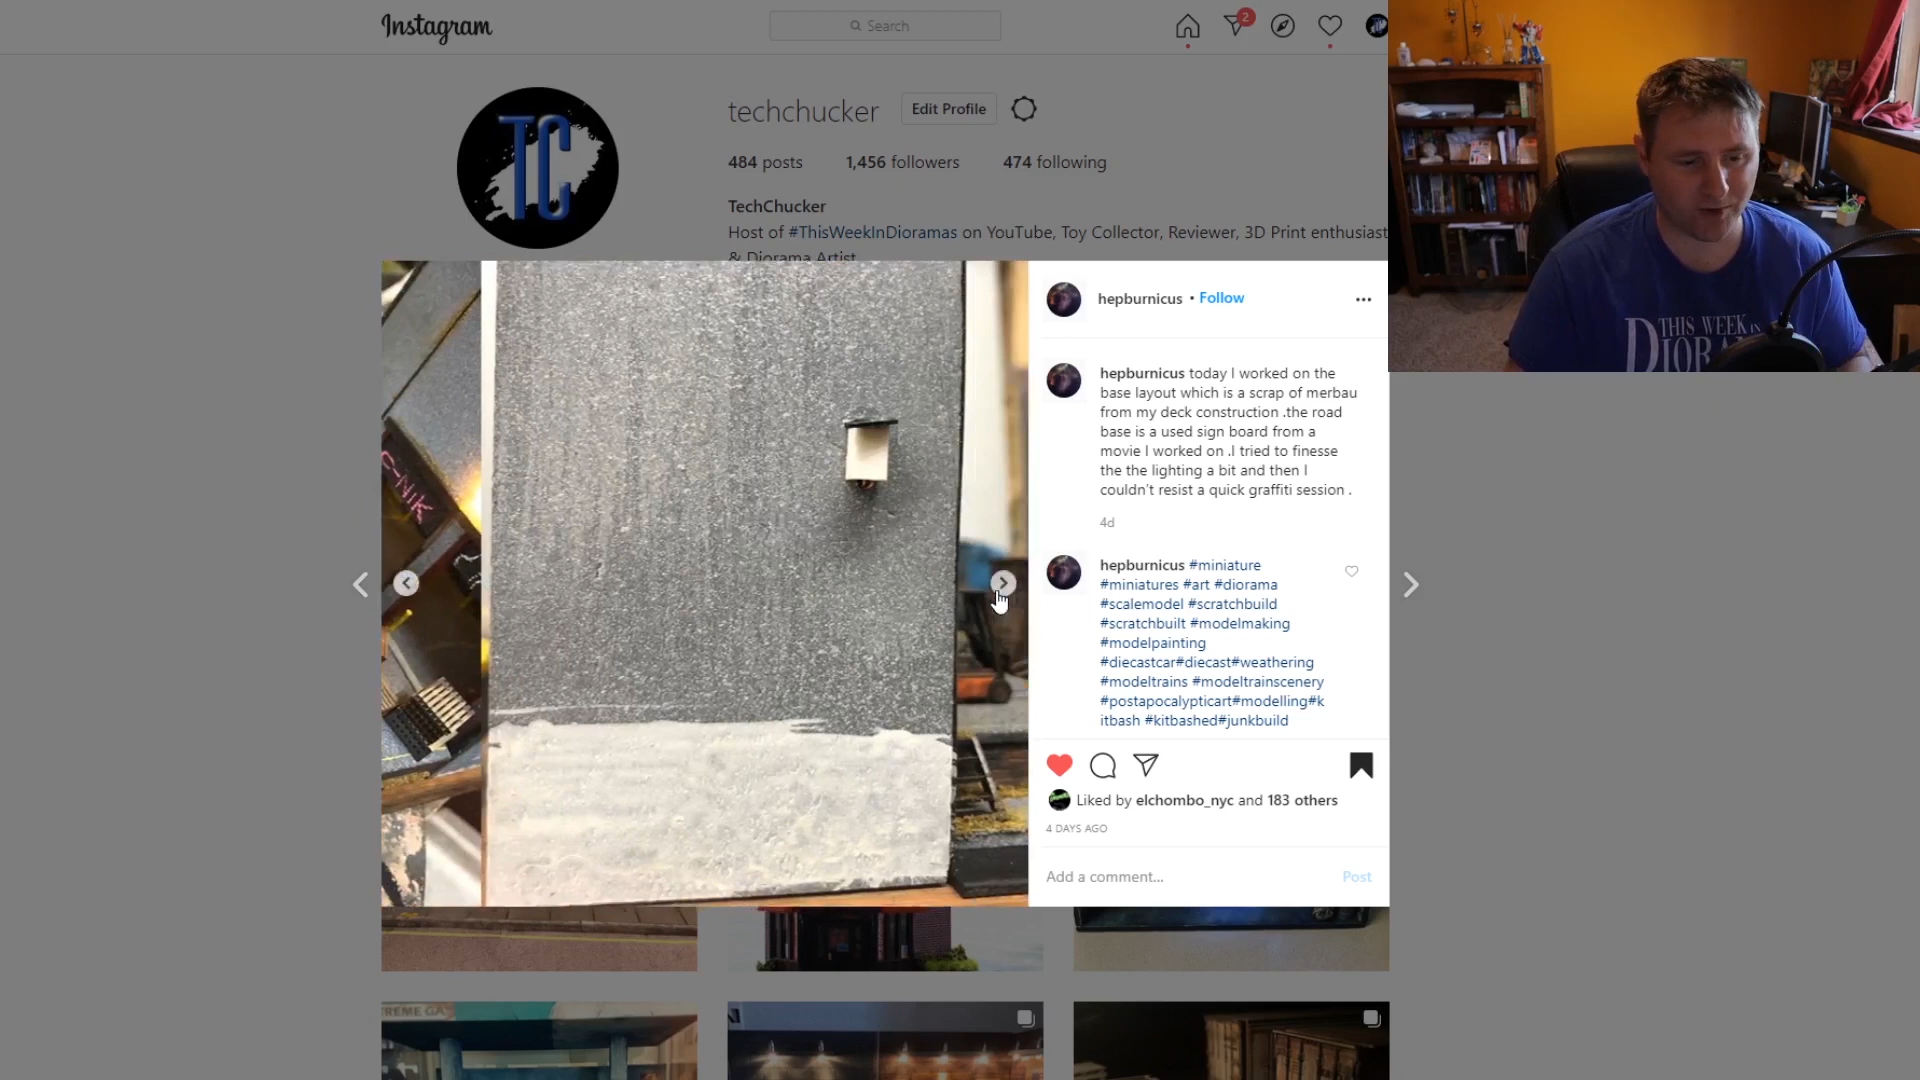 Instagram
Search
2
techchucker
Edit Profile
484 posts
1,456 followers
474 following
TechChucker
Host of #ThisWeekInDioramas on YouTube, Toy Collector, Reviewer, 3D Print enthusiast
& Diorama Artist
TC
C-NIK
THIS WEEK IN
DIORA
hepburnicus • Follow
hepburnicus today I worked on the
base layout which is a scrap of merbau
from my deck construction .the road
base is a used sign board from a
movie I worked on .I tried to finesse
the the lighting a bit and then I
couldn't resist a quick graffiti session .
4d
hepburnicus #miniature
#miniatures #art #diorama
#scalemodel #scratchbuild
#scratchbuilt #modelmaking
#modelpainting
#diecastcar#diecast#weathering
#modeltrains #modeltrainscenery
#postapocalypticart#modelling#k
itbash #kitbashed#junkbuild
Liked by elchombo_nyc and 183 others
4 DAYS AGO
Add a comment...
Post
TREME GA